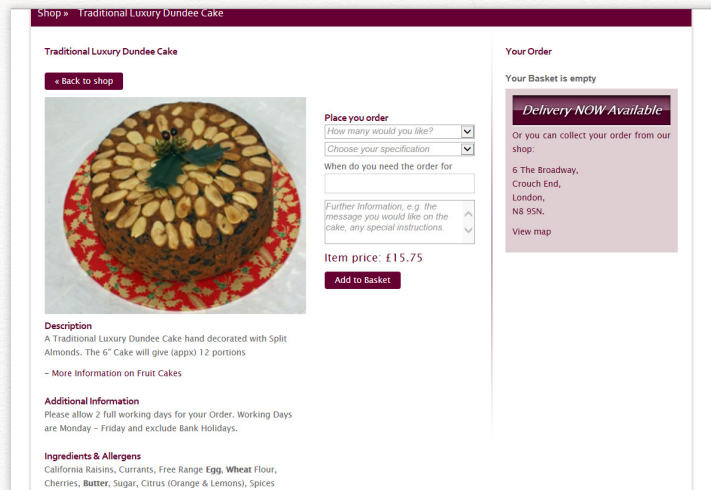 Shop » Traditional Luxury Dundee Cake
Traditional Luxury Dundee Cake
« Back to shop
Place you order
How many would you like?
Choose your specification
When do you need the order for
Further Information, e.g. the
message you would like on the
cake, any special instructions.
Item price: £15.75
Add to Basket
Description
A Traditional Luxury Dundee Cake hand decorated with Split
Almonds. The 6" Cake will give (appx) 12 portions
– More Information on Fruit Cakes
Additional Information
Please allow 2 full working days for your Order. Working Days
are Monday – Friday and exclude Bank Holidays.
Ingredients & Allergens
California Raisins, Currants, Free Range Egg, Wheat Flour,
Cherries, Butter, Sugar, Citrus (Orange & Lemons), Spices
Your Order
Your Basket is empty
Delivery NOW Available
Or you can collect your order from our
shop:
6 The Broadway,
Crouch End,
London,
N8 9SN.
View map